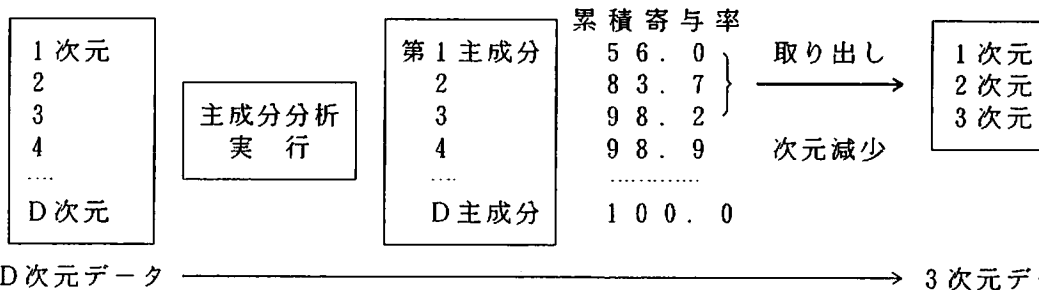 累積寄与率
1次元
2
3
4
....
D次元
主成分分析
実行
第1主成分
2
3
4
....
D主成分
56.0
83.7
98.2
98.9
.............
100.0
取り出し
次元減少
1次元
2次元
3次元
D次元データ
3次元デー